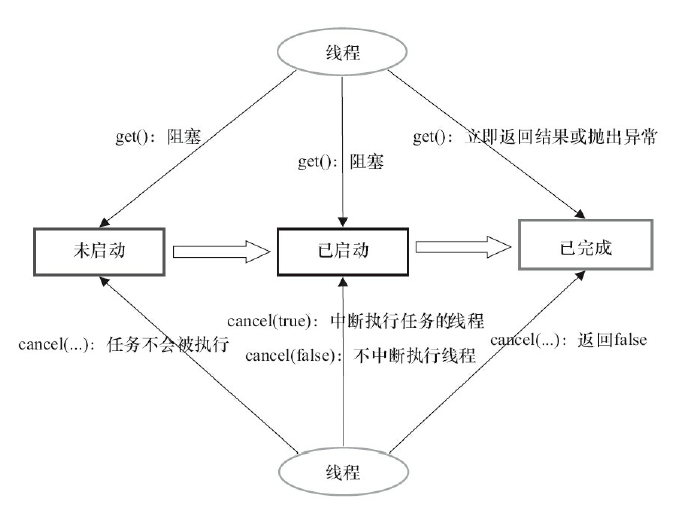 线程
get()：阻塞
get()：立即返回结果或抛出异常
get()：阻塞
未启动
已启动
已完成
cancel(true)：中断执行任务的线程
cancel(...)：任务不会被执行
cancel(...)：返回false
cancel(false)：不中断执行线程
线程